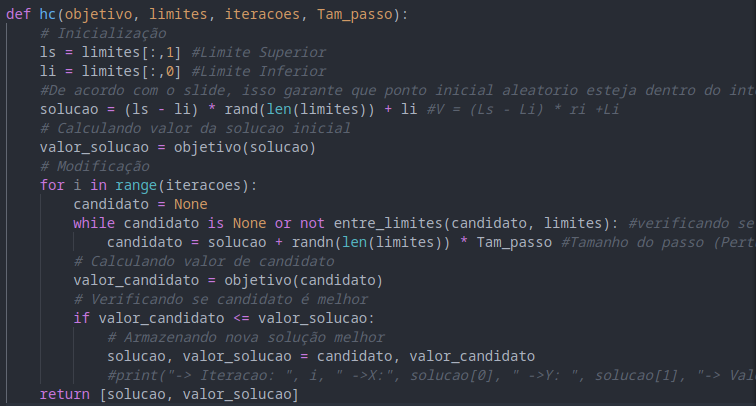 def hc(objetivo, limites, iteracoes, Tam_passo):
    # Inicialização
    ls = limites[:,1] #Limite Superior
    li = limites[:,0] #Limite Inferior
    #De acordo com o slide, isso garante que ponto inicial aleatorio esteja dentro do
    solucao = (ls - li) * rand(len(limites)) + li #V = (Ls - Li) * ri +Li
    # Calculando valor da solucao inicial
    valor_solucao = objetivo(solucao)
    # Modificação
    for i in range(iteracoes):
        candidato = None
        while candidato is None or not entre_limites(candidato, limites): #verificando se
            candidato = solucao + randn(len(limites)) * Tam_passo #Tamanho do passo
        # Calculando valor de candidato
        valor_candidato = objetivo(candidato)
        # Verificando se candidato é melhor
        if valor_candidato <= valor_solucao:
            # Armazenando nova solução melhor
            solucao, valor_solucao = candidato, valor_candidato
            #print("-> Iteracao: ", i, " ->X:", solucao[0], " ->Y: ", solucao[1], "->
    return [solucao, valor_solucao]